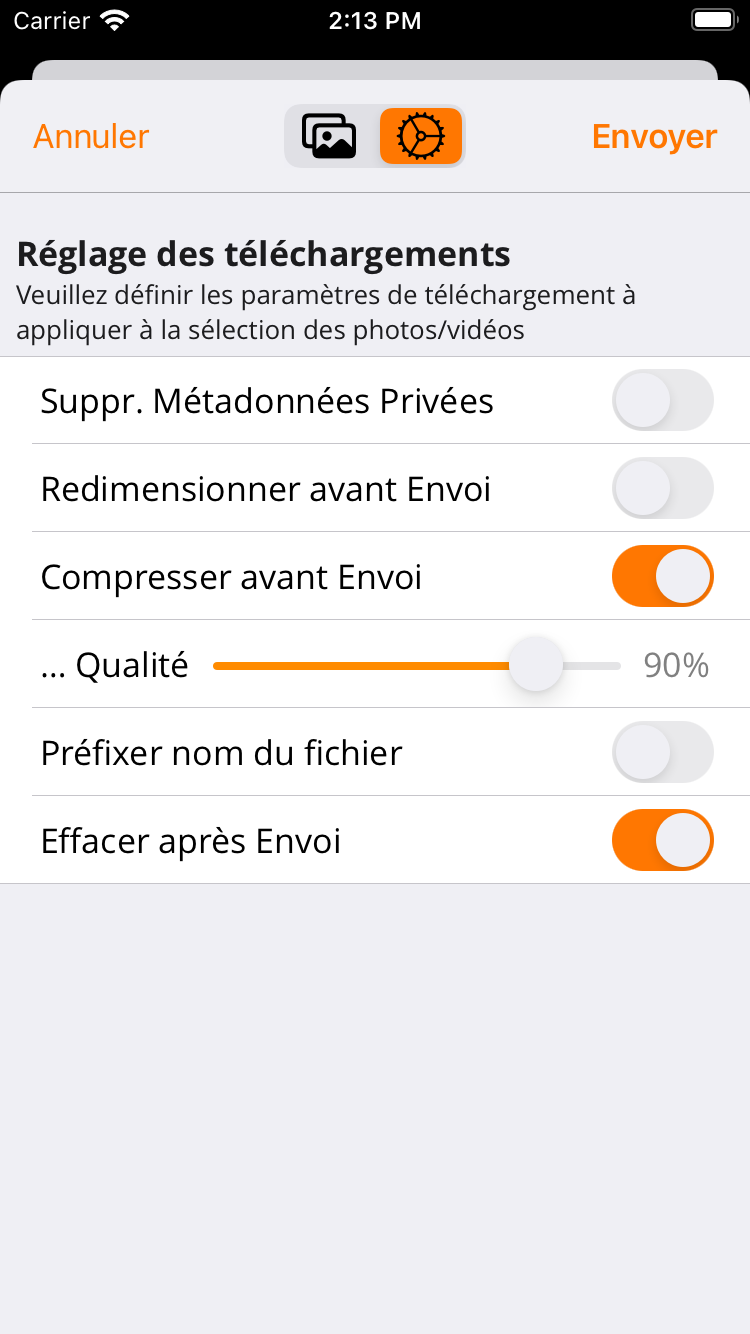 Carrier 2:13 PM
Annuler Envoyer
Réglage des téléchargements
Veuillez définir les paramètres de téléchargement à
appliquer à la sélection des photos/vidéos
Suppr. Métadonnées Privées
Redimensionner avant Envoi
Compresser avant Envoi
... Qualité 90%
Préfixer nom du fichier
Effacer après Envoi